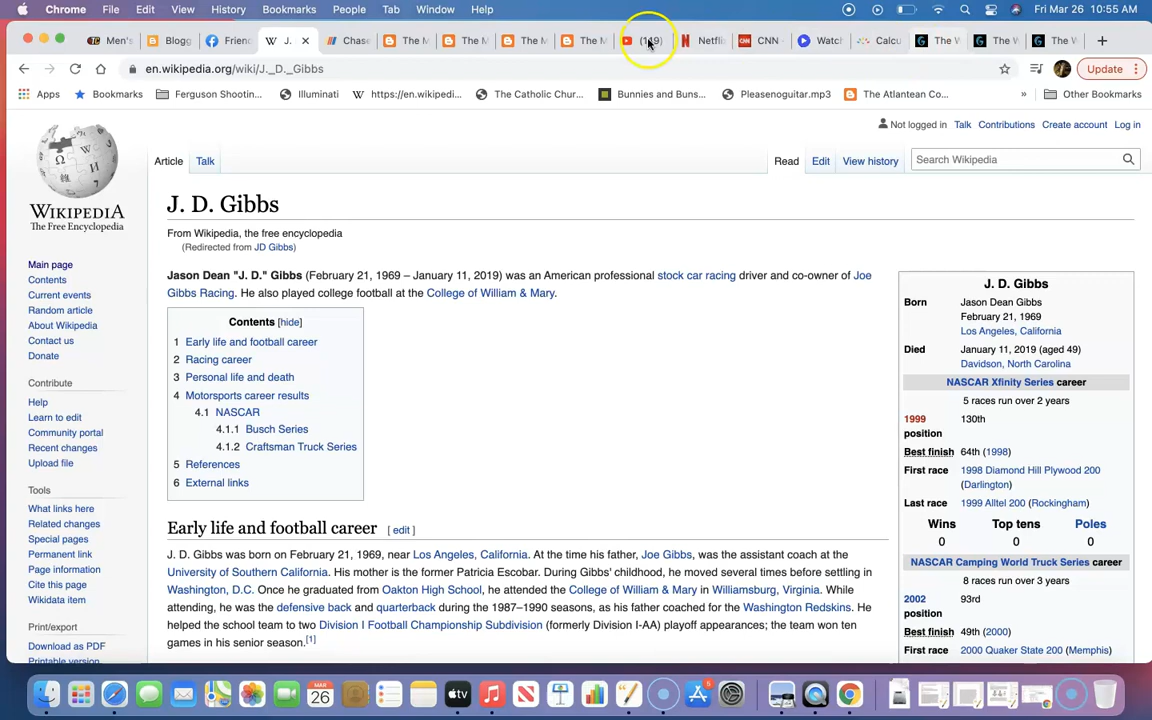 Chrome File Edit View History Bookmarks People Tab Window Help Fri Mar 26 10:55 AM
Men's Blogg Frien J. Chase The M The M The M The M (149) Netfli CNN Watch Calcu The W The W The W
en.wikipedia.org/wiki/J._D._Gibbs Update
Apps Bookmarks Ferguson Shootin... Illuminati https://en.wikiped... The Catholic Chur... Bunnies and Buns... Pleasenoguitar.mp3 The Atlantean Co... » Other Bookmarks
Not logged in Talk Contributions Create account Log in
Article Talk Read Edit View history Search Wikipedia
WIKIPEDIA
The Free Encyclopedia
Main page
Contents
Current events
Random article
About Wikipedia
Contact us
Donate
Contribute
Help
Learn to edit
Community portal
Recent changes
Upload file
Tools
What links here
Related changes
Special pages
Permanent link
Page information
Cite this page
Wikidata item
Print/export
Download as PDF
Printable version
J. D. Gibbs
From Wikipedia, the free encyclopedia
(Redirected from JD Gibbs)
Jason Dean "J. D." Gibbs (February 21, 1969 – January 11, 2019) was an American professional stock car racing driver and co-owner of Joe
Gibbs Racing. He also played college football at the College of William & Mary.
Contents [hide]
1 Early life and football career
2 Racing career
3 Personal life and death
4 Motorsports career results
4.1 NASCAR
4.1.1 Busch Series
4.1.2 Craftsman Truck Series
5 References
6 External links
Early life and football career [ edit ]
J. D. Gibbs was born on February 21, 1969, near Los Angeles, California. At the time his father, Joe Gibbs, was the assistant coach at the
University of Southern California. His mother is the former Patricia Escobar. During Gibbs' childhood, he moved several times before settling in
Washington, D.C. Once he graduated from Oakton High School, he attended the College of William & Mary in Williamsburg, Virginia. While
attending, he was the defensive back and quarterback during the 1987–1990 seasons, as his father coached for the Washington Redskins. He
helped the school team to two Division I Football Championship Subdivision (formerly Division I-AA) playoff appearances; the team won ten
games in his senior season.[1]
J. D. Gibbs
Born Jason Dean Gibbs
February 21, 1969
Los Angeles, California
Died January 11, 2019 (aged 49)
Davidson, North Carolina
NASCAR Xfinity Series career
5 races run over 2 years
1999 position 130th
Best finish 64th (1998)
First race 1998 Diamond Hill Plywood 200
(Darlington)
Last race 1999 Alltel 200 (Rockingham)
Wins Top tens Poles
0 0 0
NASCAR Camping World Truck Series career
8 races run over 3 years
2002 position 93rd
Best finish 49th (2000)
First race 2000 Quaker State 200 (Memphis)
MAR
26
5